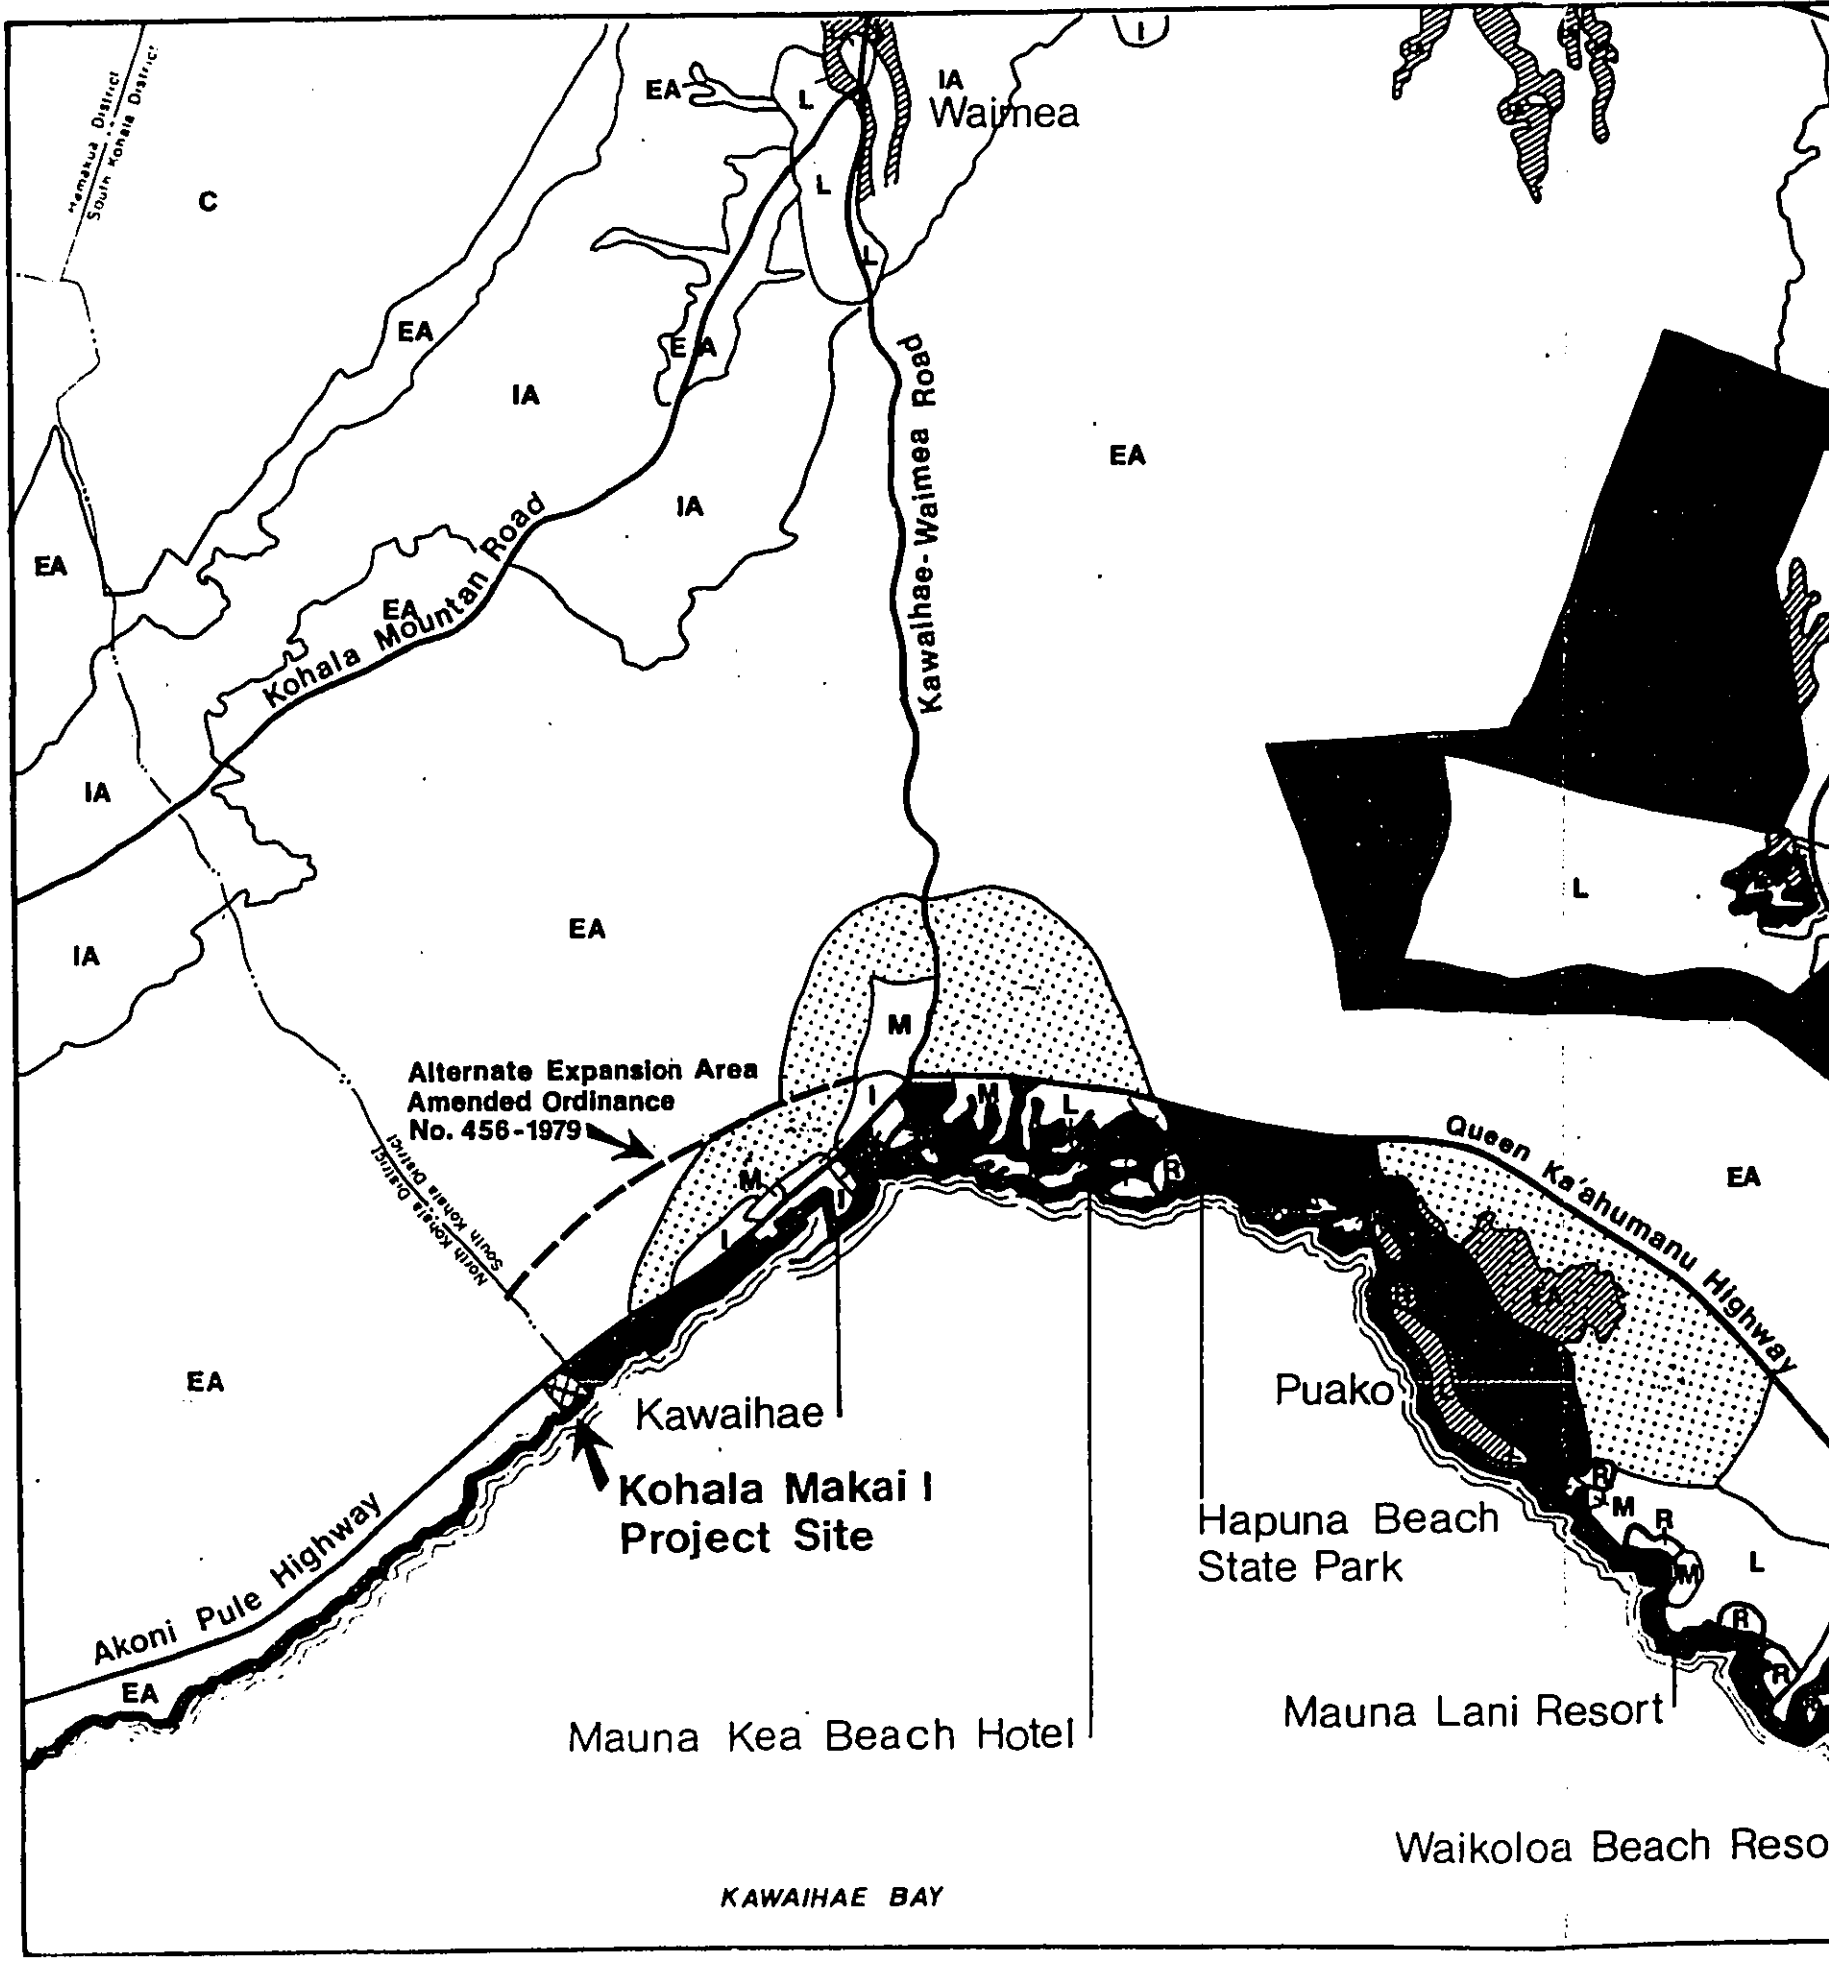 I
Hamakua District
South Kohala District
EA
L
IA
Waimea
C
L
L
EA
EA
IA
Kawaihae-Waimea Road
EA
IA
Kohala Mountan Road
EA
EA
IA
L
EA
IA
M
Alternate Expansion Area
Amended Ordinance
No. 456-1979
I
M
L
Queen Ka'ahumanu Highway
EA
M
I
R
I
North Kohala District
South Kohala District
EA
EA
Puako
Kawaihae
Kohala Makai I
Project Site
R
M
R
Hapuna Beach
State Park
L
M
Akoni Pule Highway
R
R
EA
Mauna Lani Resort
Mauna Kea Beach Hotel
Waikoloa Beach Reso
KAWAIHAE BAY